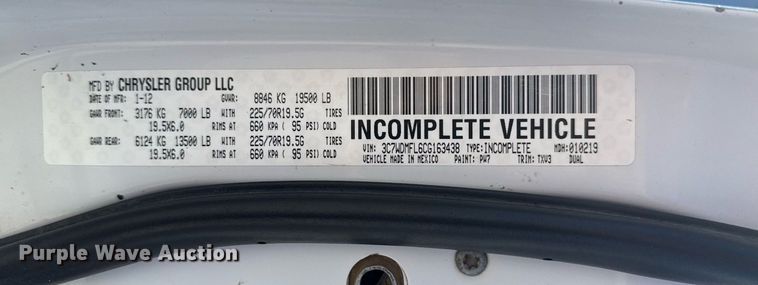 MFD BY CHRYSLER GROUP LLC
DATE OF MFR: 1-12 GVWR: 8846 KG 19500 LB
GAWR FRONT: 3176 KG 7000 LB WITH 225/70R19.5G TIRES
19.5X6.0 RIMS AT 660 KPA ( 95 PSI) COLD
GAWR REAR: 6124 KG 13500 LB WITH 225/70R19.5G TIRES
19.5X6.0 RIMS AT 660 KPA ( 95 PSI) COLD
INCOMPLETE VEHICLE
VIN: 3C7WDMFL6CG163438 TYPE: INCOMPLETE MDH: 010219
VEHICLE MADE IN MEXICO PAINT: PW7 TRIM: TXV3 DUAL
Purple Wave Auction